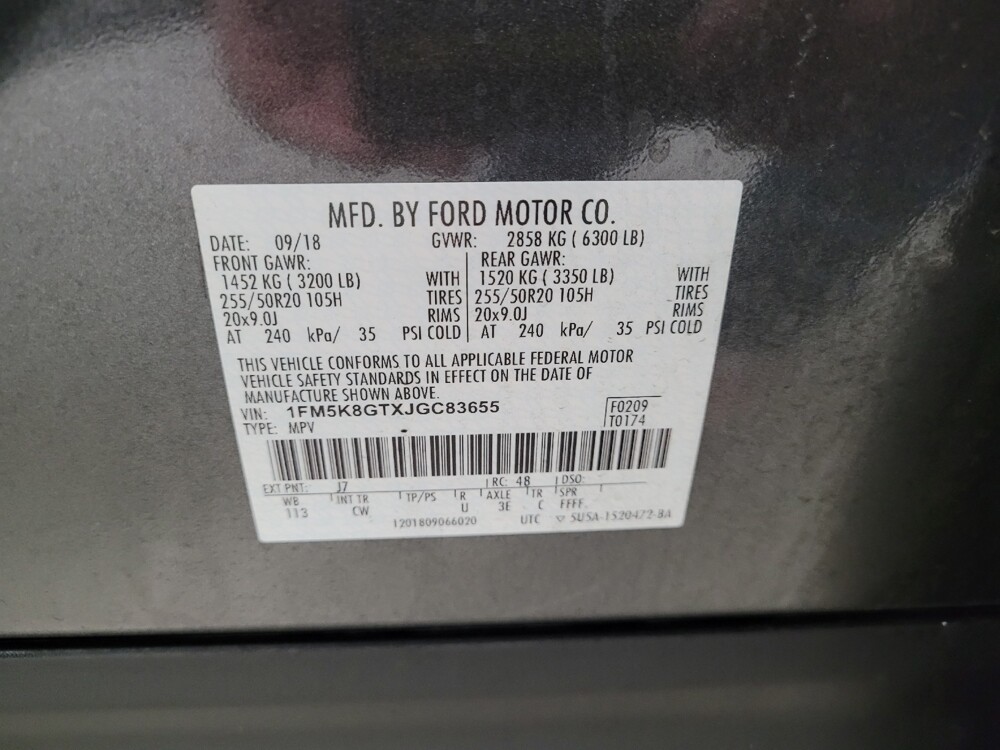 MFD. BY FORD MOTOR CO.
DATE: 09/18 GVWR: 2858 KG ( 6300 LB)
FRONT GAWR: REAR GAWR:
1452 KG ( 3200 LB) WITH 1520 KG ( 3350 LB) WITH
255/50R20 105H TIRES 255/50R20 105H TIRES
20x9.0J RIMS 20x9.0J RIMS
AT 240 kPa/ 35 PSI COLD AT 240 kPa/ 35 PSI COLD
THIS VEHICLE CONFORMS TO ALL APPLICABLE FEDERAL MOTOR
VEHICLE SAFETY STANDARDS IN EFFECT ON THE DATE OF
MANUFACTURE SHOWN ABOVE.
VIN: 1FM5K8GTXJGC83655 F0209
TYPE: MPV T0174
EXT PNT: J7 RC: 48 DSO:
WB INT TR TP/PS R AXLE TR SPR
113 CW U 3E C FFFF
1201809066020 UTC ▽ SU5A-1520472-BA